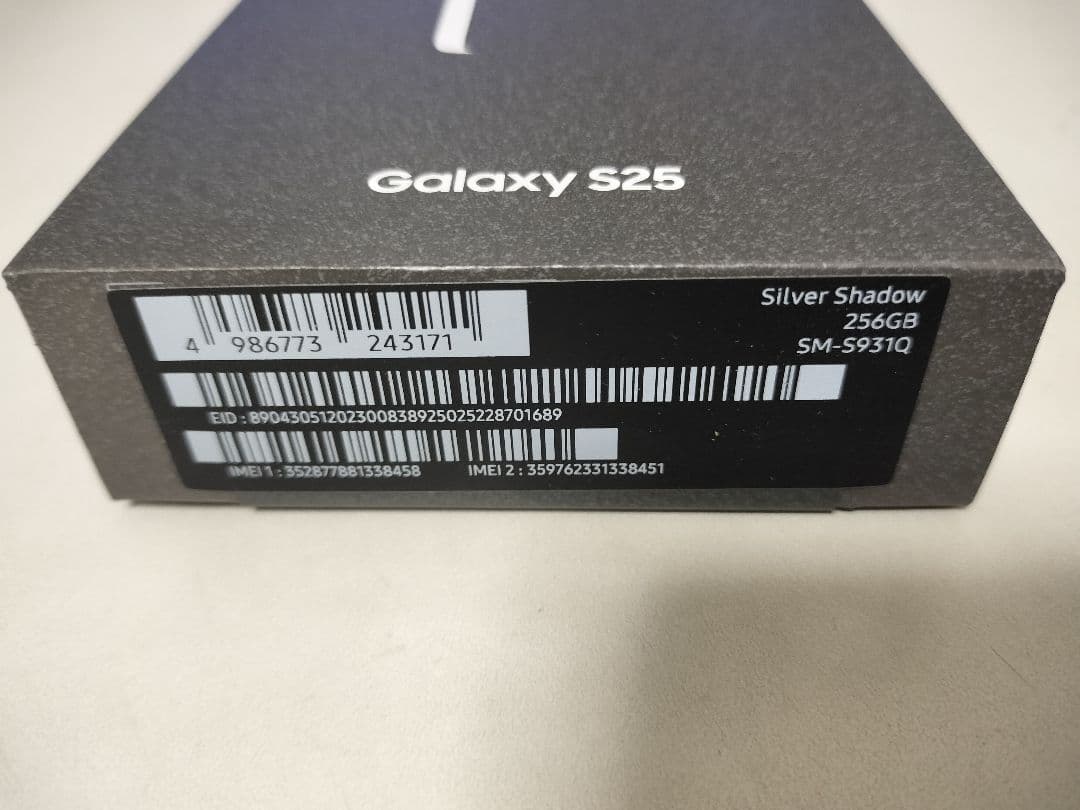 Galaxy S25
Silver Shadow
256GB
SM-S931Q
4 986773 243171
EID : 89043051202300838925025228701689
IMEI 1 : 352877881338458 IMEI 2 : 359762331338451